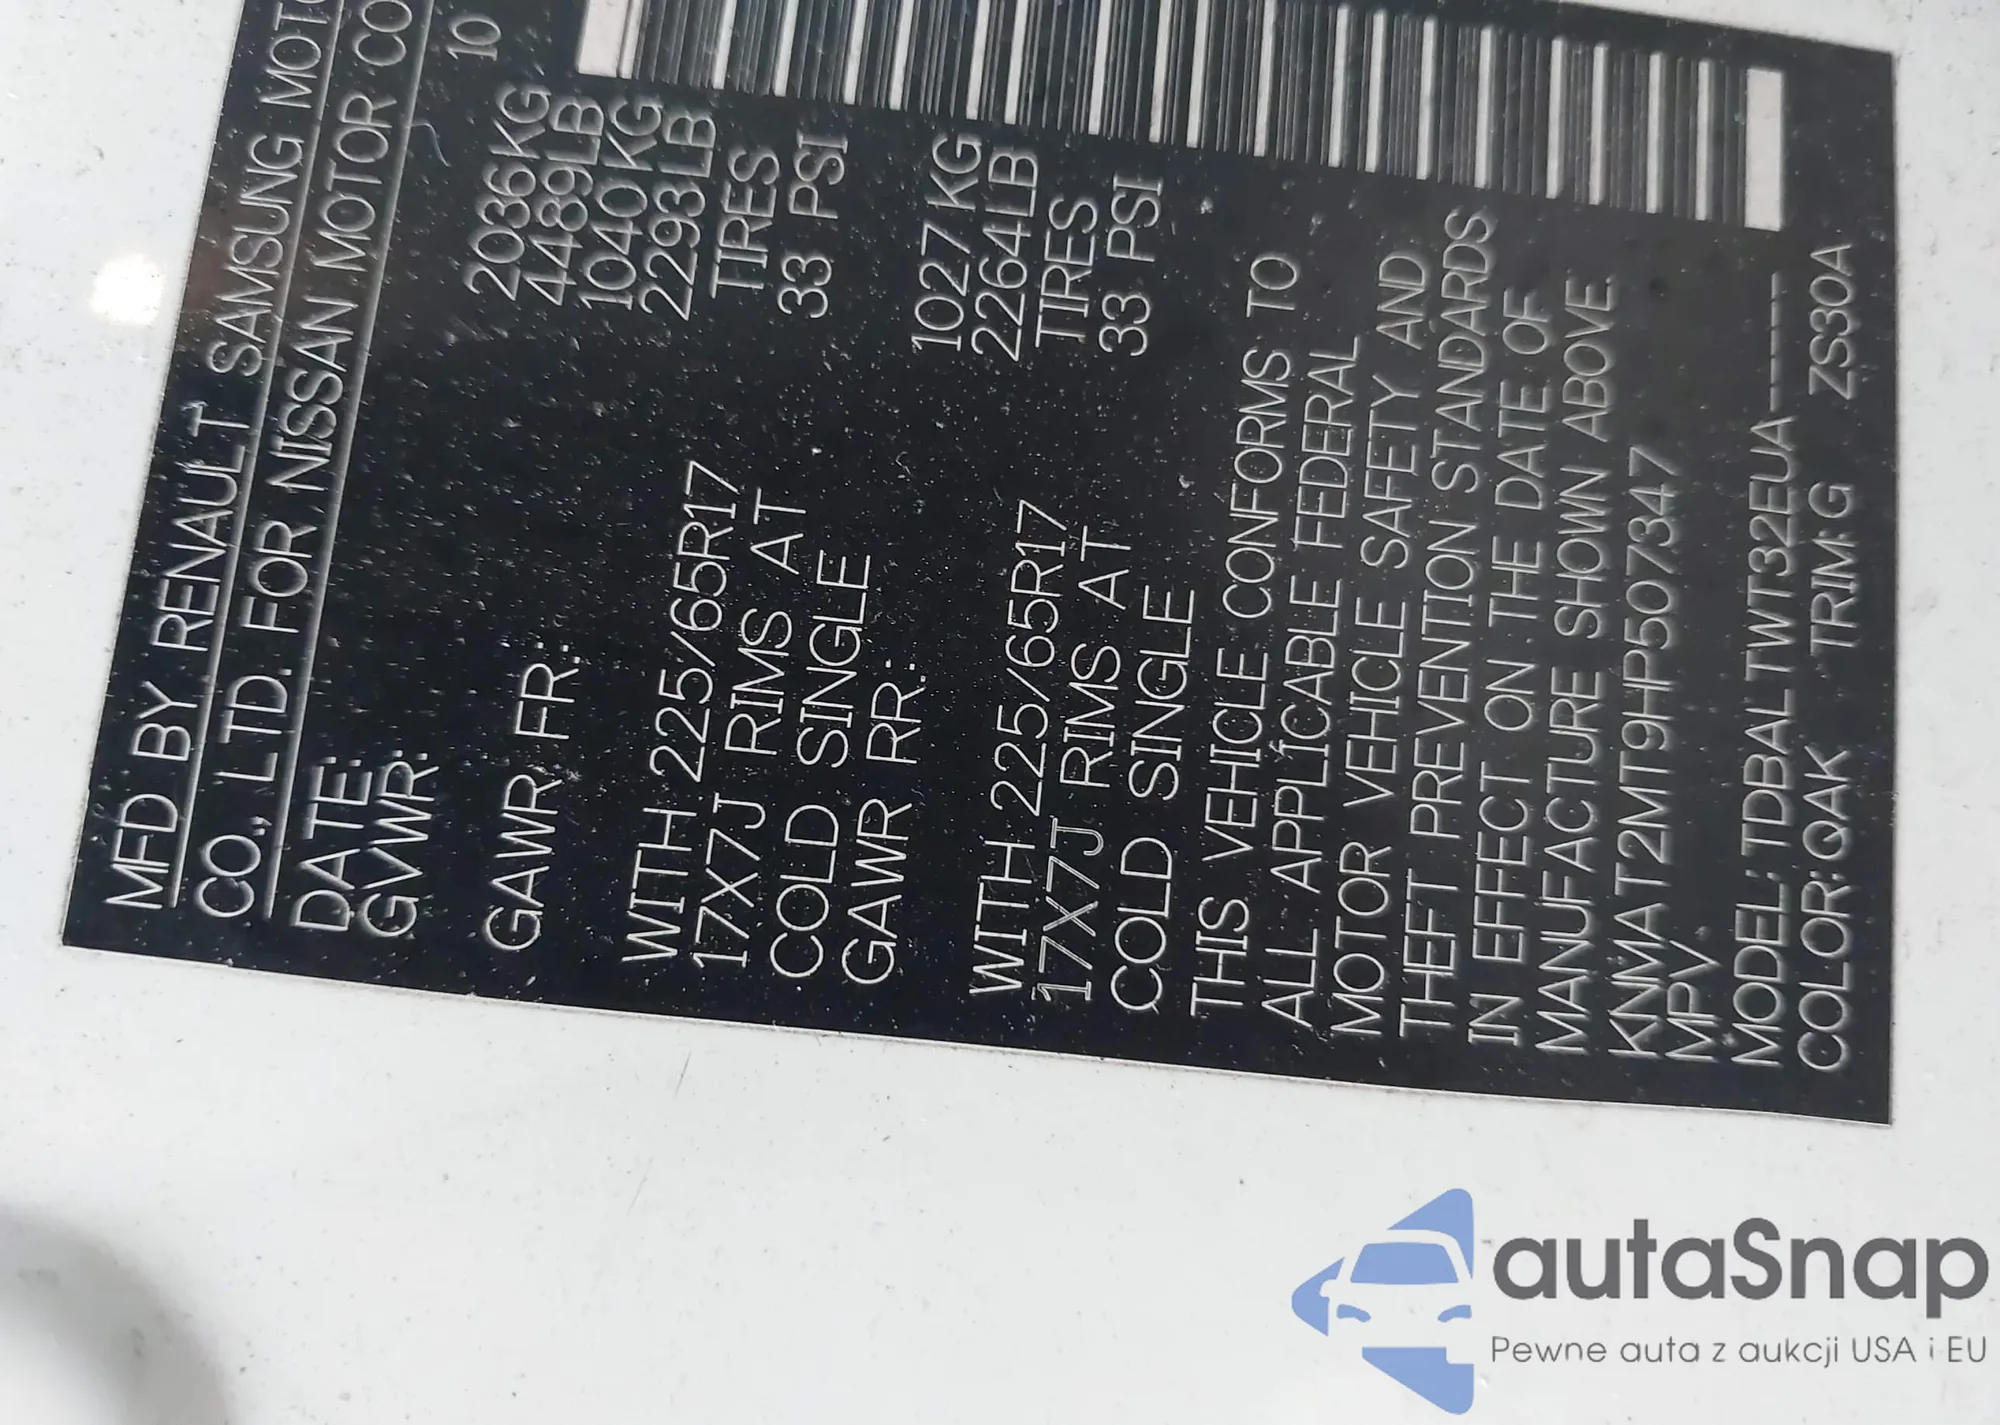 MFD BY RENAULT SAMSUNG MOTO
CO., LTD. FOR NISSAN MOTOR CO
DATE: 10
GVWR: 2036KG
4489LB
GAWR FR: 1040KG
2293LB
WITH 225/65R17 TIRES
17X7J RIMS AT 33 PSI
COLD SINGLE
GAWR RR: 1027KG
2264LB
WITH 225/65R17 TIRES
17X7J RIMS AT 33 PSI
COLD SINGLE
THIS VEHICLE CONFORMS TO
ALL APPLICABLE FEDERAL
MOTOR VEHICLE SAFETY AND
THEFT PREVENTION STANDARDS
IN EFFECT ON THE DATE OF
MANUFACTURE SHOWN ABOVE
KNMAT2MT9HP507347
MPV
MODEL: TDBALTWT32EUA-----
COLOR: QAK TRIM: G ZS30A
autaSnap
Pewne auta z aukcji USA i EU